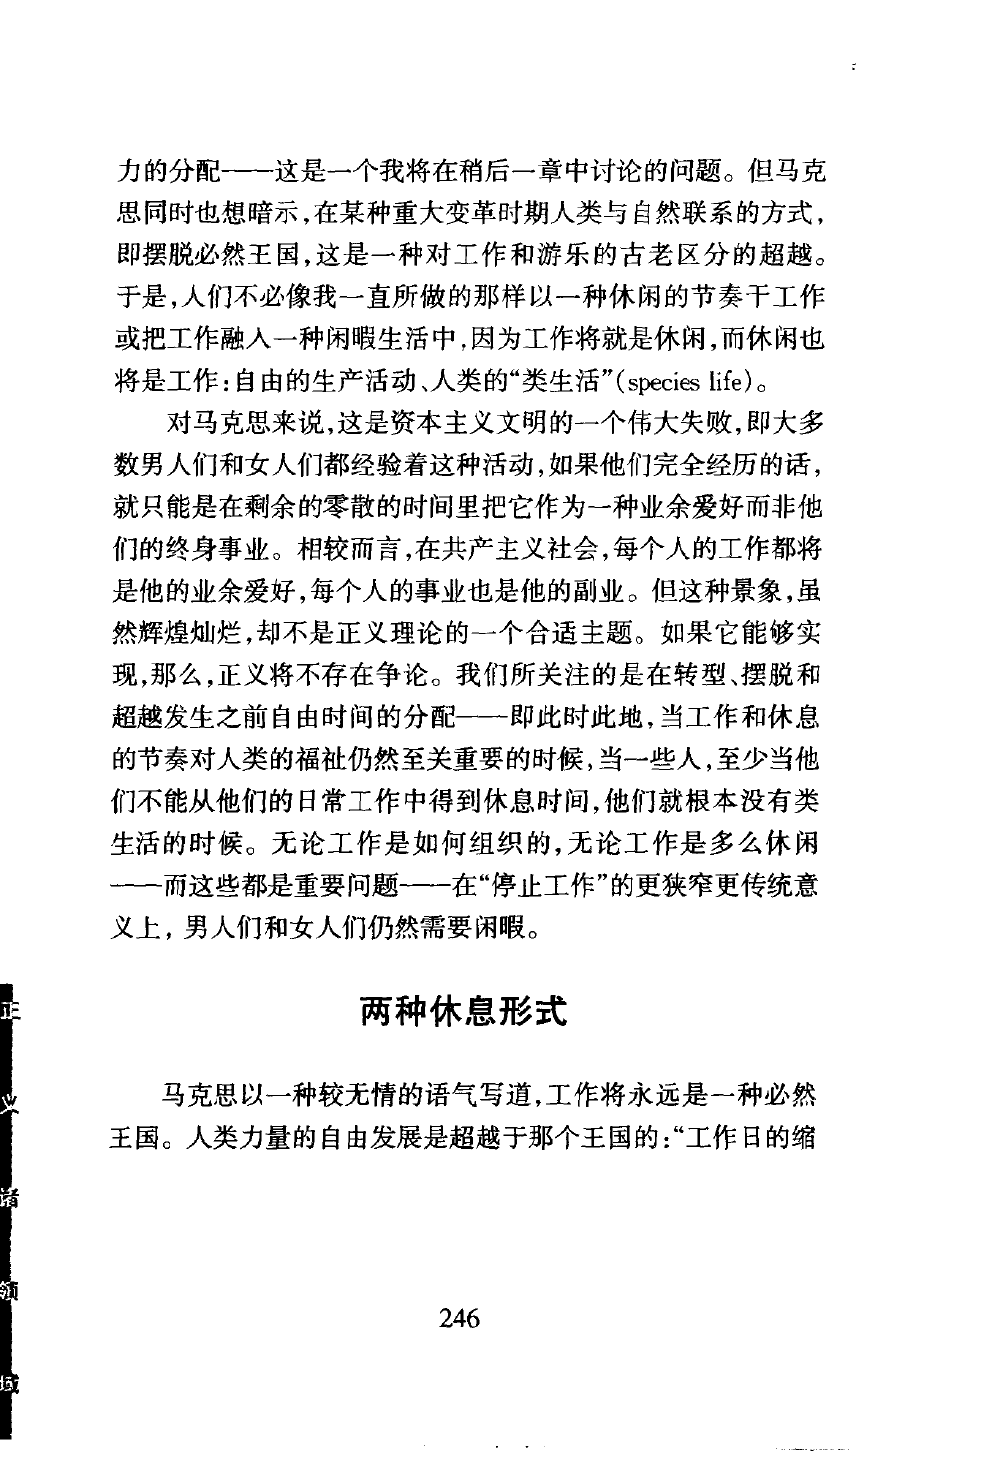 力的分配——这是一个我将在稍后一章中讨论的问题。但马克
思同时也想暗示,在某种重大变革时期人类与自然联系的方式,
即摆脱必然王国,这是一种对工作和游乐的古老区分的超越。
于是,人们不必像我一直所做的那样以一种休闲的节奏干工作
或把工作融入一种闲暇生活中,因为工作将就是休闲,而休闲也
将是工作:自由的生产活动、人类的“类生活”(species life)。
对马克思来说,这是资本主义文明的一个伟大失败,即大多
数男人们和女人们都经验着这种活动,如果他们完全经历的话,
就只能是在剩余的零散的时间里把它作为一种业余爱好而非他
们的终身事业。相较而言,在共产主义社会,每个人的工作都将
是他的业余爱好,每个人的事业也是他的副业。但这种景象,虽
然辉煌灿烂,却不是正义理论的一个合适主题。如果它能够实
现,那么,正义将不存在争论。我们所关注的是在转型、摆脱和
超越发生之前自由时间的分配——即此时此地,当工作和休息
的节奏对人类的福祉仍然至关重要的时候,当一些人,至少当他
们不能从他们的日常工作中得到休息时间,他们就根本没有类
生活的时候。无论工作是如何组织的,无论工作是多么休闲
——而这些都是重要问题——在“停止工作”的更狭窄更传统意
义上,男人们和女人们仍然需要闲暇。
两种休息形式
马克思以一种较无情的语气写道,工作将永远是一种必然
王国。人类力量的自由发展是超越于那个王国的:“工作日的缩
正
义
诸
领
域
246